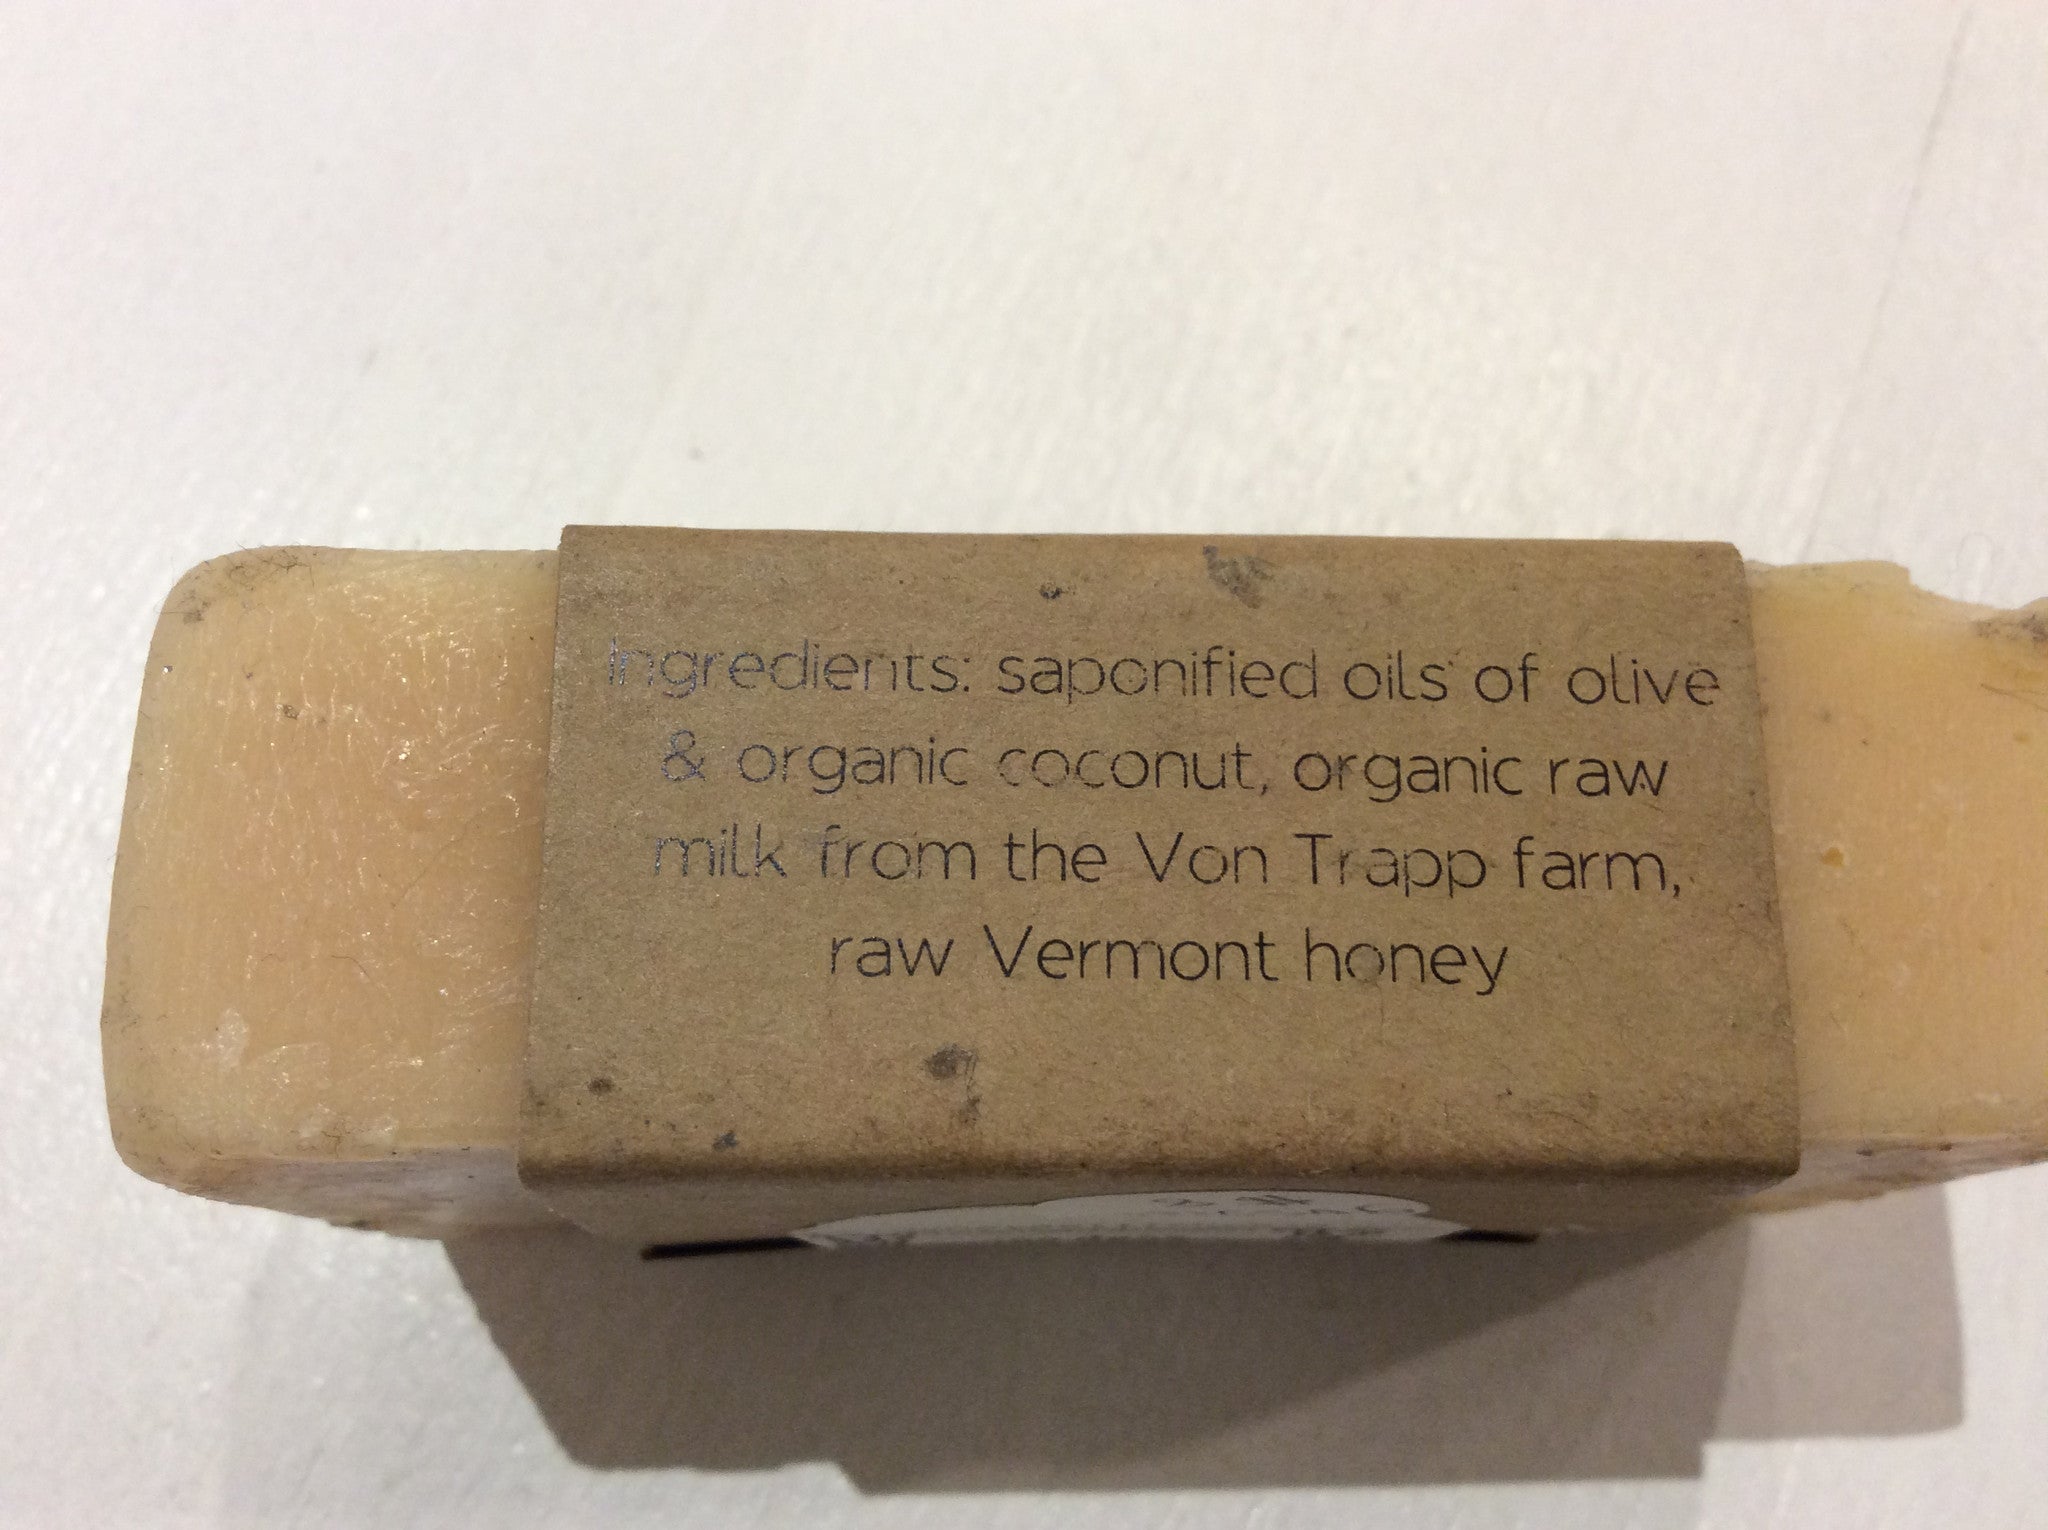 Ingredients: saponified oils of olive
& organic coconut, organic raw
milk from the Von Trapp farm,
raw Vermont honey